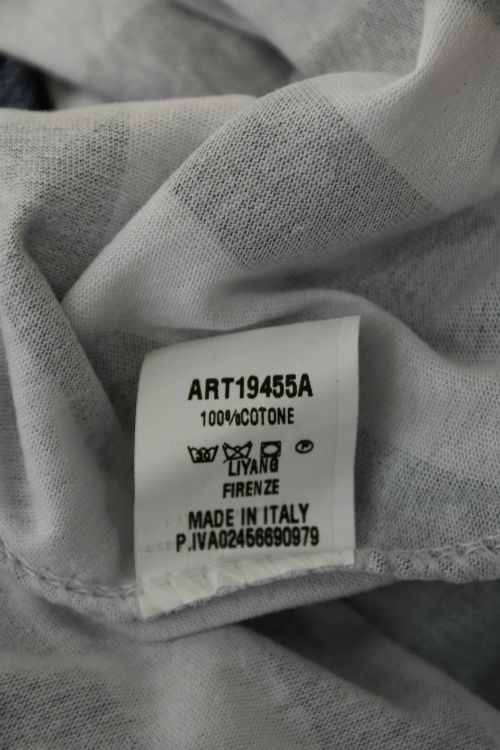 ART19455A
100%COTONE
LIYANG
FIRENZE
MADE IN ITALY
P.IVA02456690979